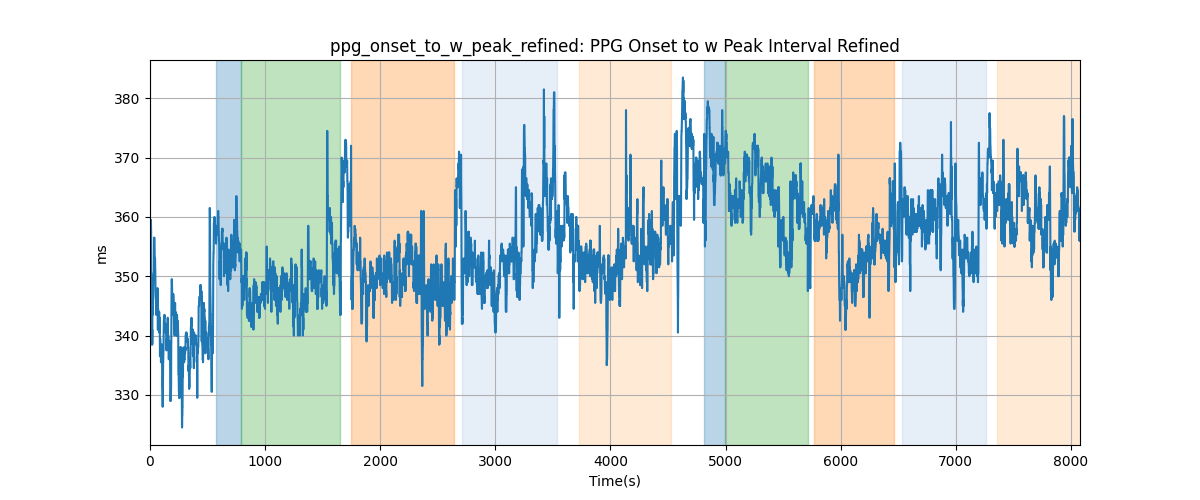 ppg_onset_to_w_peak_refined: PPG Onset to w Peak Interval Refined
380
370
360
350
340
330
ms
0 1000 2000 3000 4000 5000 6000 7000 8000
Time(s)